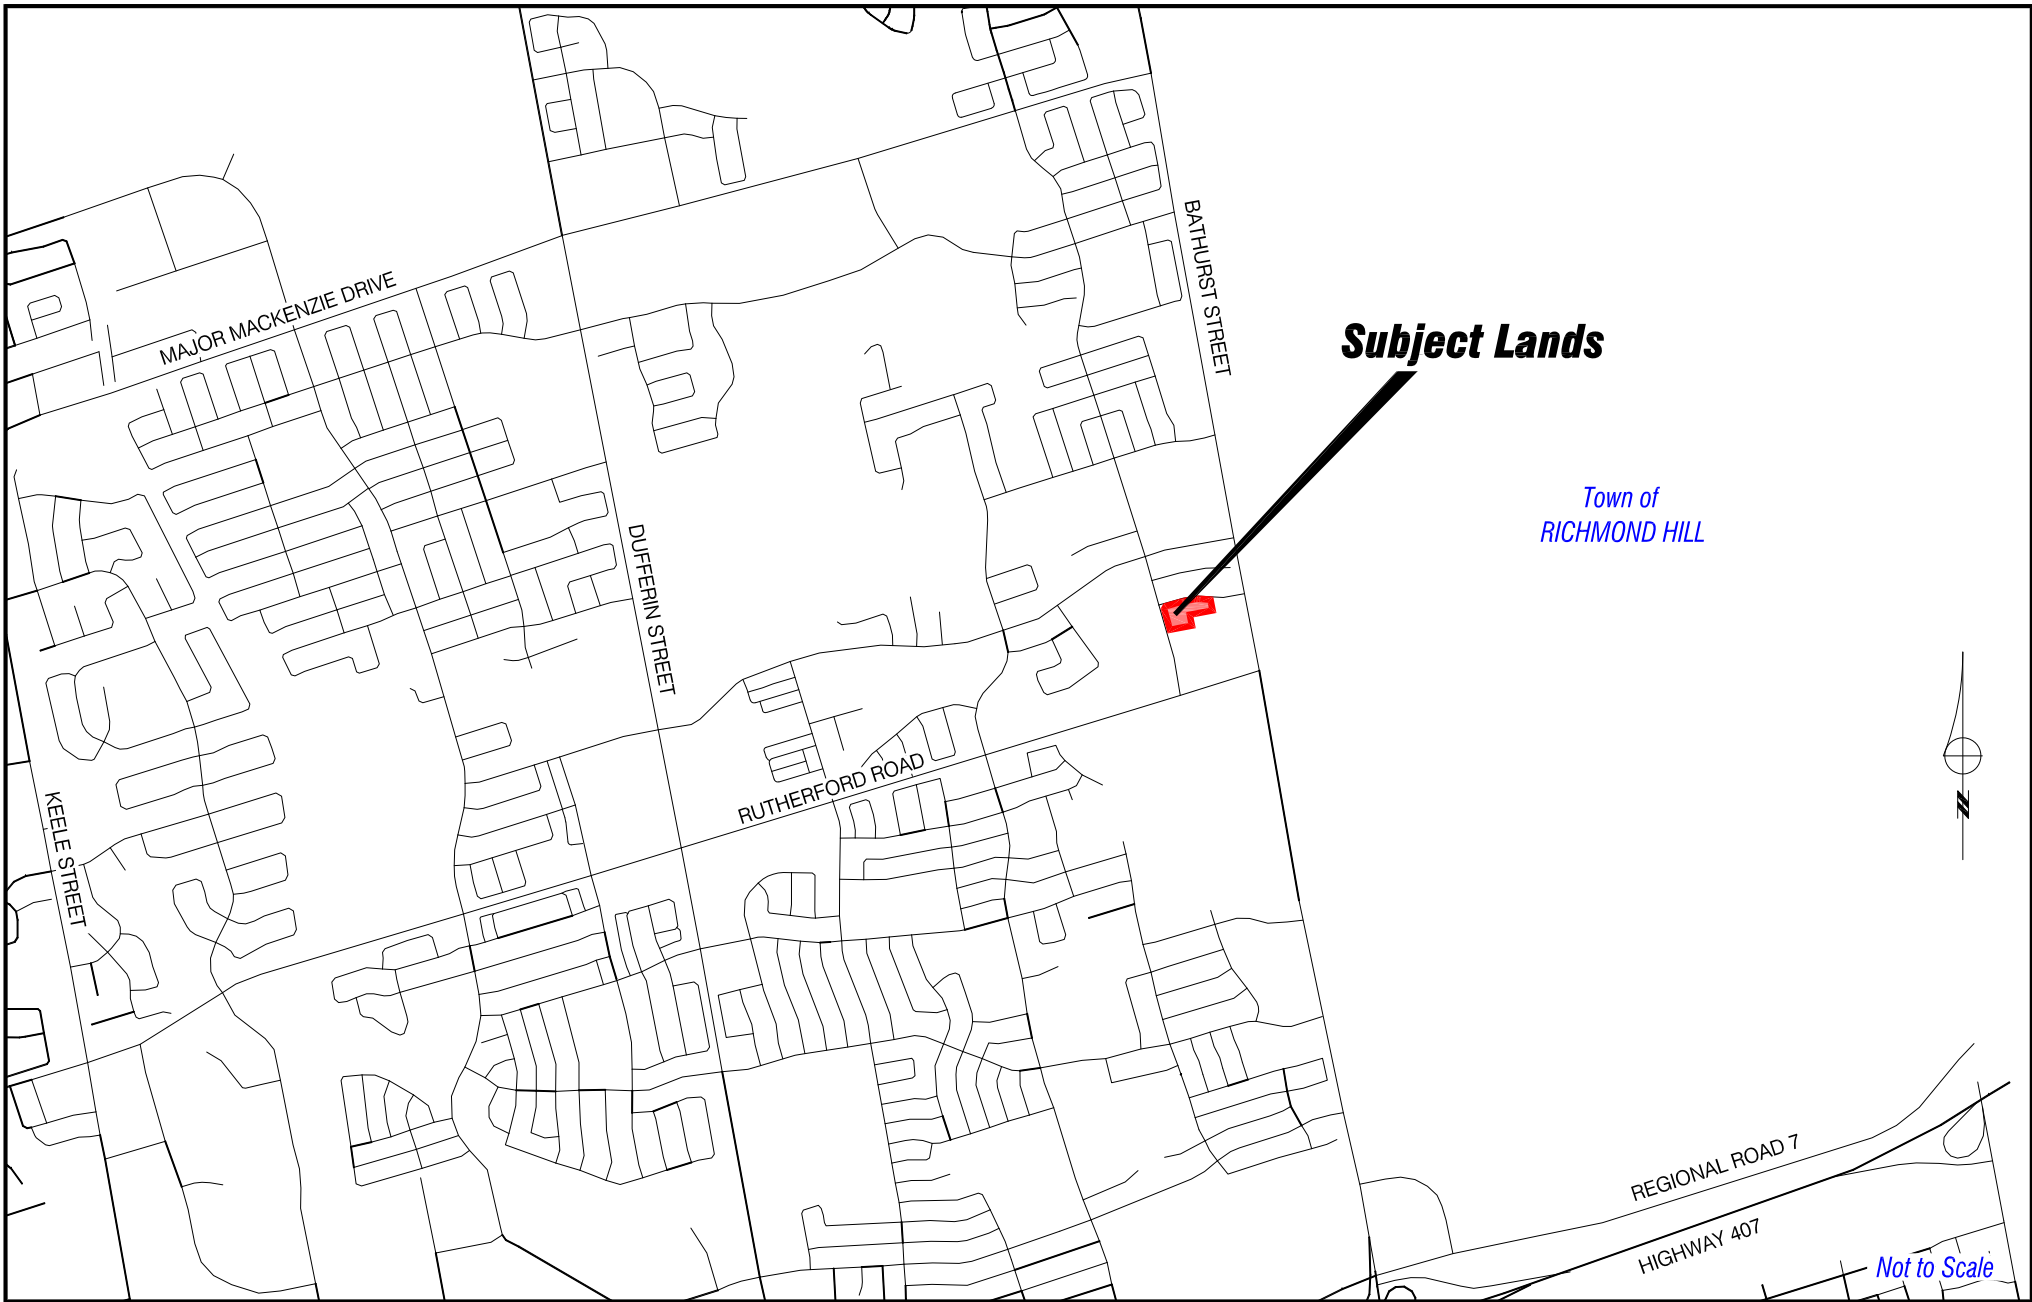 MAJOR MACKENZIE DRIVE
BATHURST STREET
Subject Lands
Town of
RICHMOND HILL
DUFFERIN STREET
RUTHERFORD ROAD
KEELE STREET
N
REGIONAL ROAD 7
HIGHWAY 407
Not to Scale